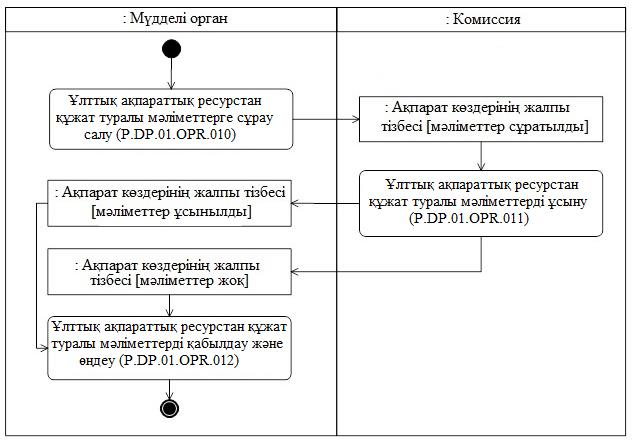 : Мүдделі орган
: Комиссия
Ұлттық ақпараттық ресурстан
құжат туралы мәліметтерге сұрау
салу (P.DP.01.OPR.010)
: Ақпарат көздерінің жалпы
тізбесі [мәліметтер сұратылды]
Ұлттық ақпараттық ресурстан
құжат туралы мәліметтерді ұсыну
(P.DP.01.OPR.011)
: Ақпарат көздерінің жалпы тізбесі
[мәліметтер ұсынылды]
: Ақпарат көздерінің жалпы
тізбесі [мәліметтер жоқ]
Ұлттық ақпараттық ресурстан құжат
туралы мәліметтерді қабылдау және
өңдеу (P.DP.01.OPR.012)